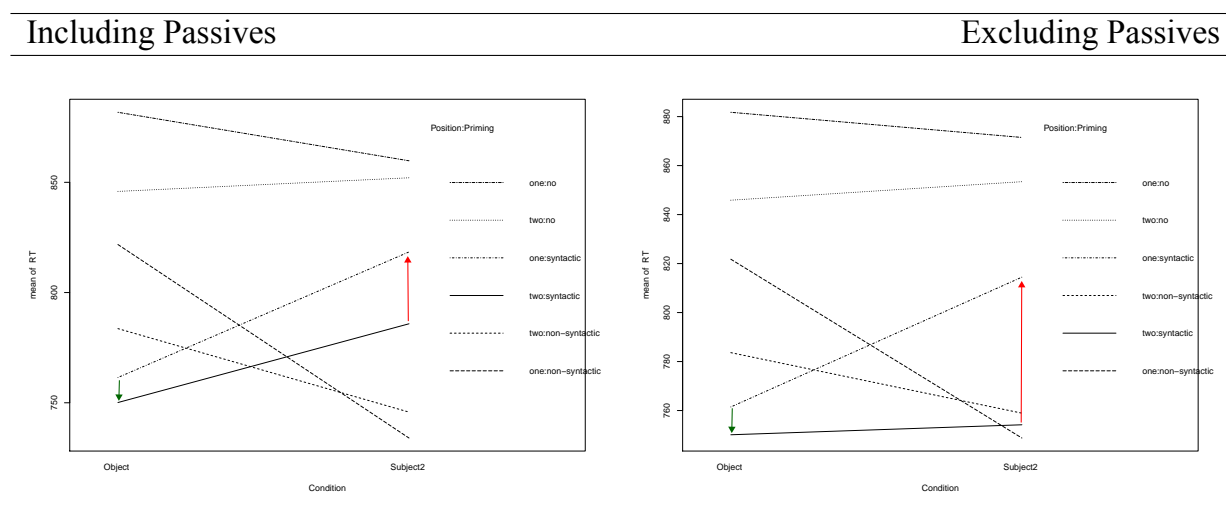 Including Passives
Excluding Passives
Position:Priming
850
800
750
mean of RT
one:no
two:no
one:syntactic
two:syntactic
two:non−syntactic
one:non−syntactic
Object
Subject2
Condition
Position:Priming
880
860
840
820
800
780
760
mean of RT
one:no
two:no
one:syntactic
two:non−syntactic
two:syntactic
one:non−syntactic
Object
Subject2
Condition